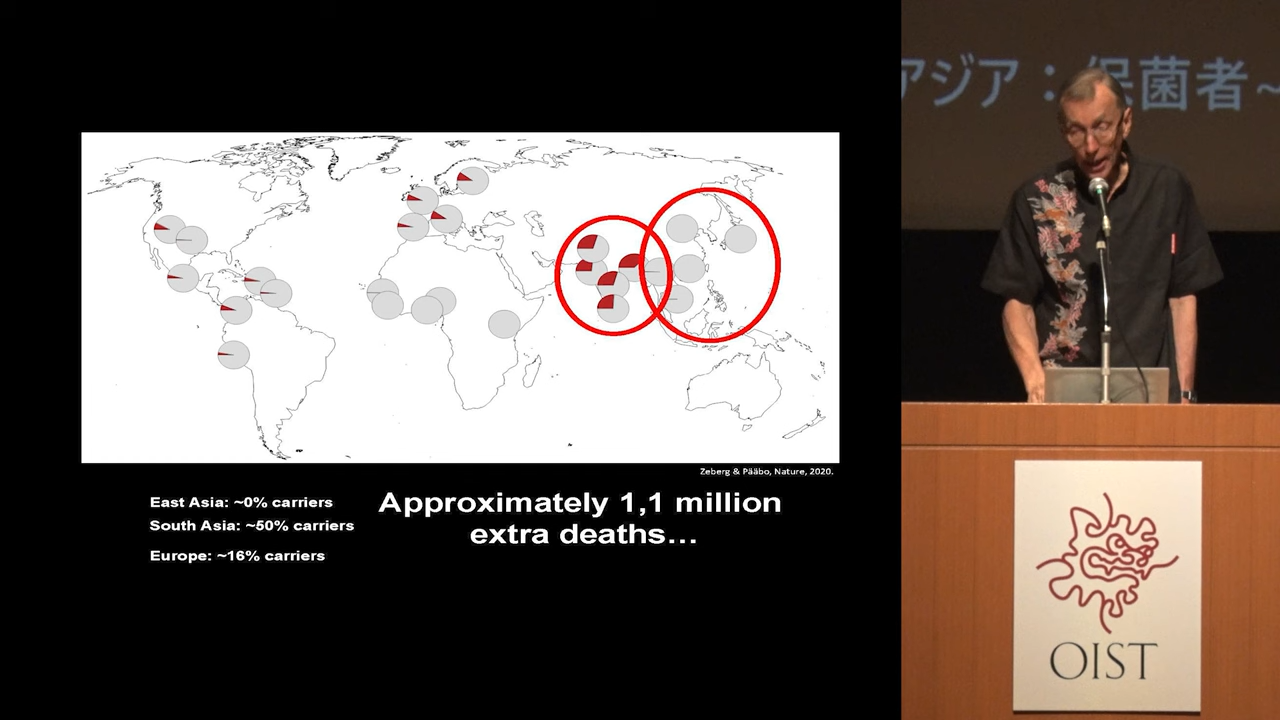 Zeberg & Pääbo, Nature, 2020.
East Asia: ~0% carriers
South Asia: ~50% carriers
Europe: ~16% carriers
Approximately 1,1 million
extra deaths...
アジア：保菌者~
OIST